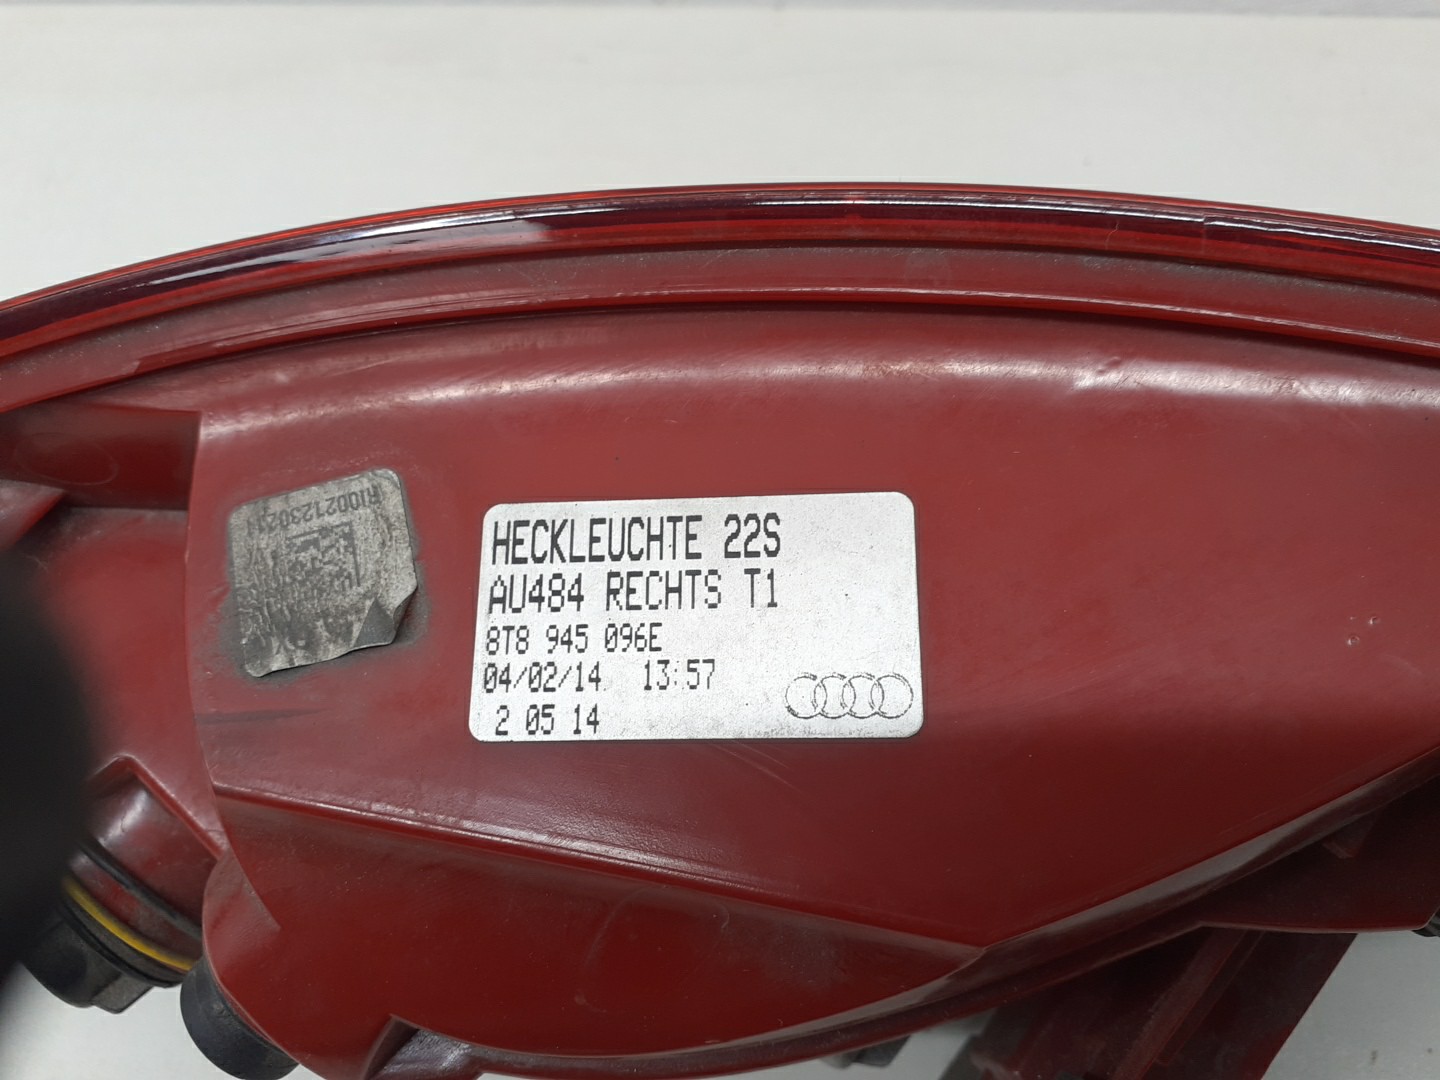 HECKLEUCHTE 22S
AU484 RECHTS T1
8T8 945 096E
04/02/14 13:57
2 05 14